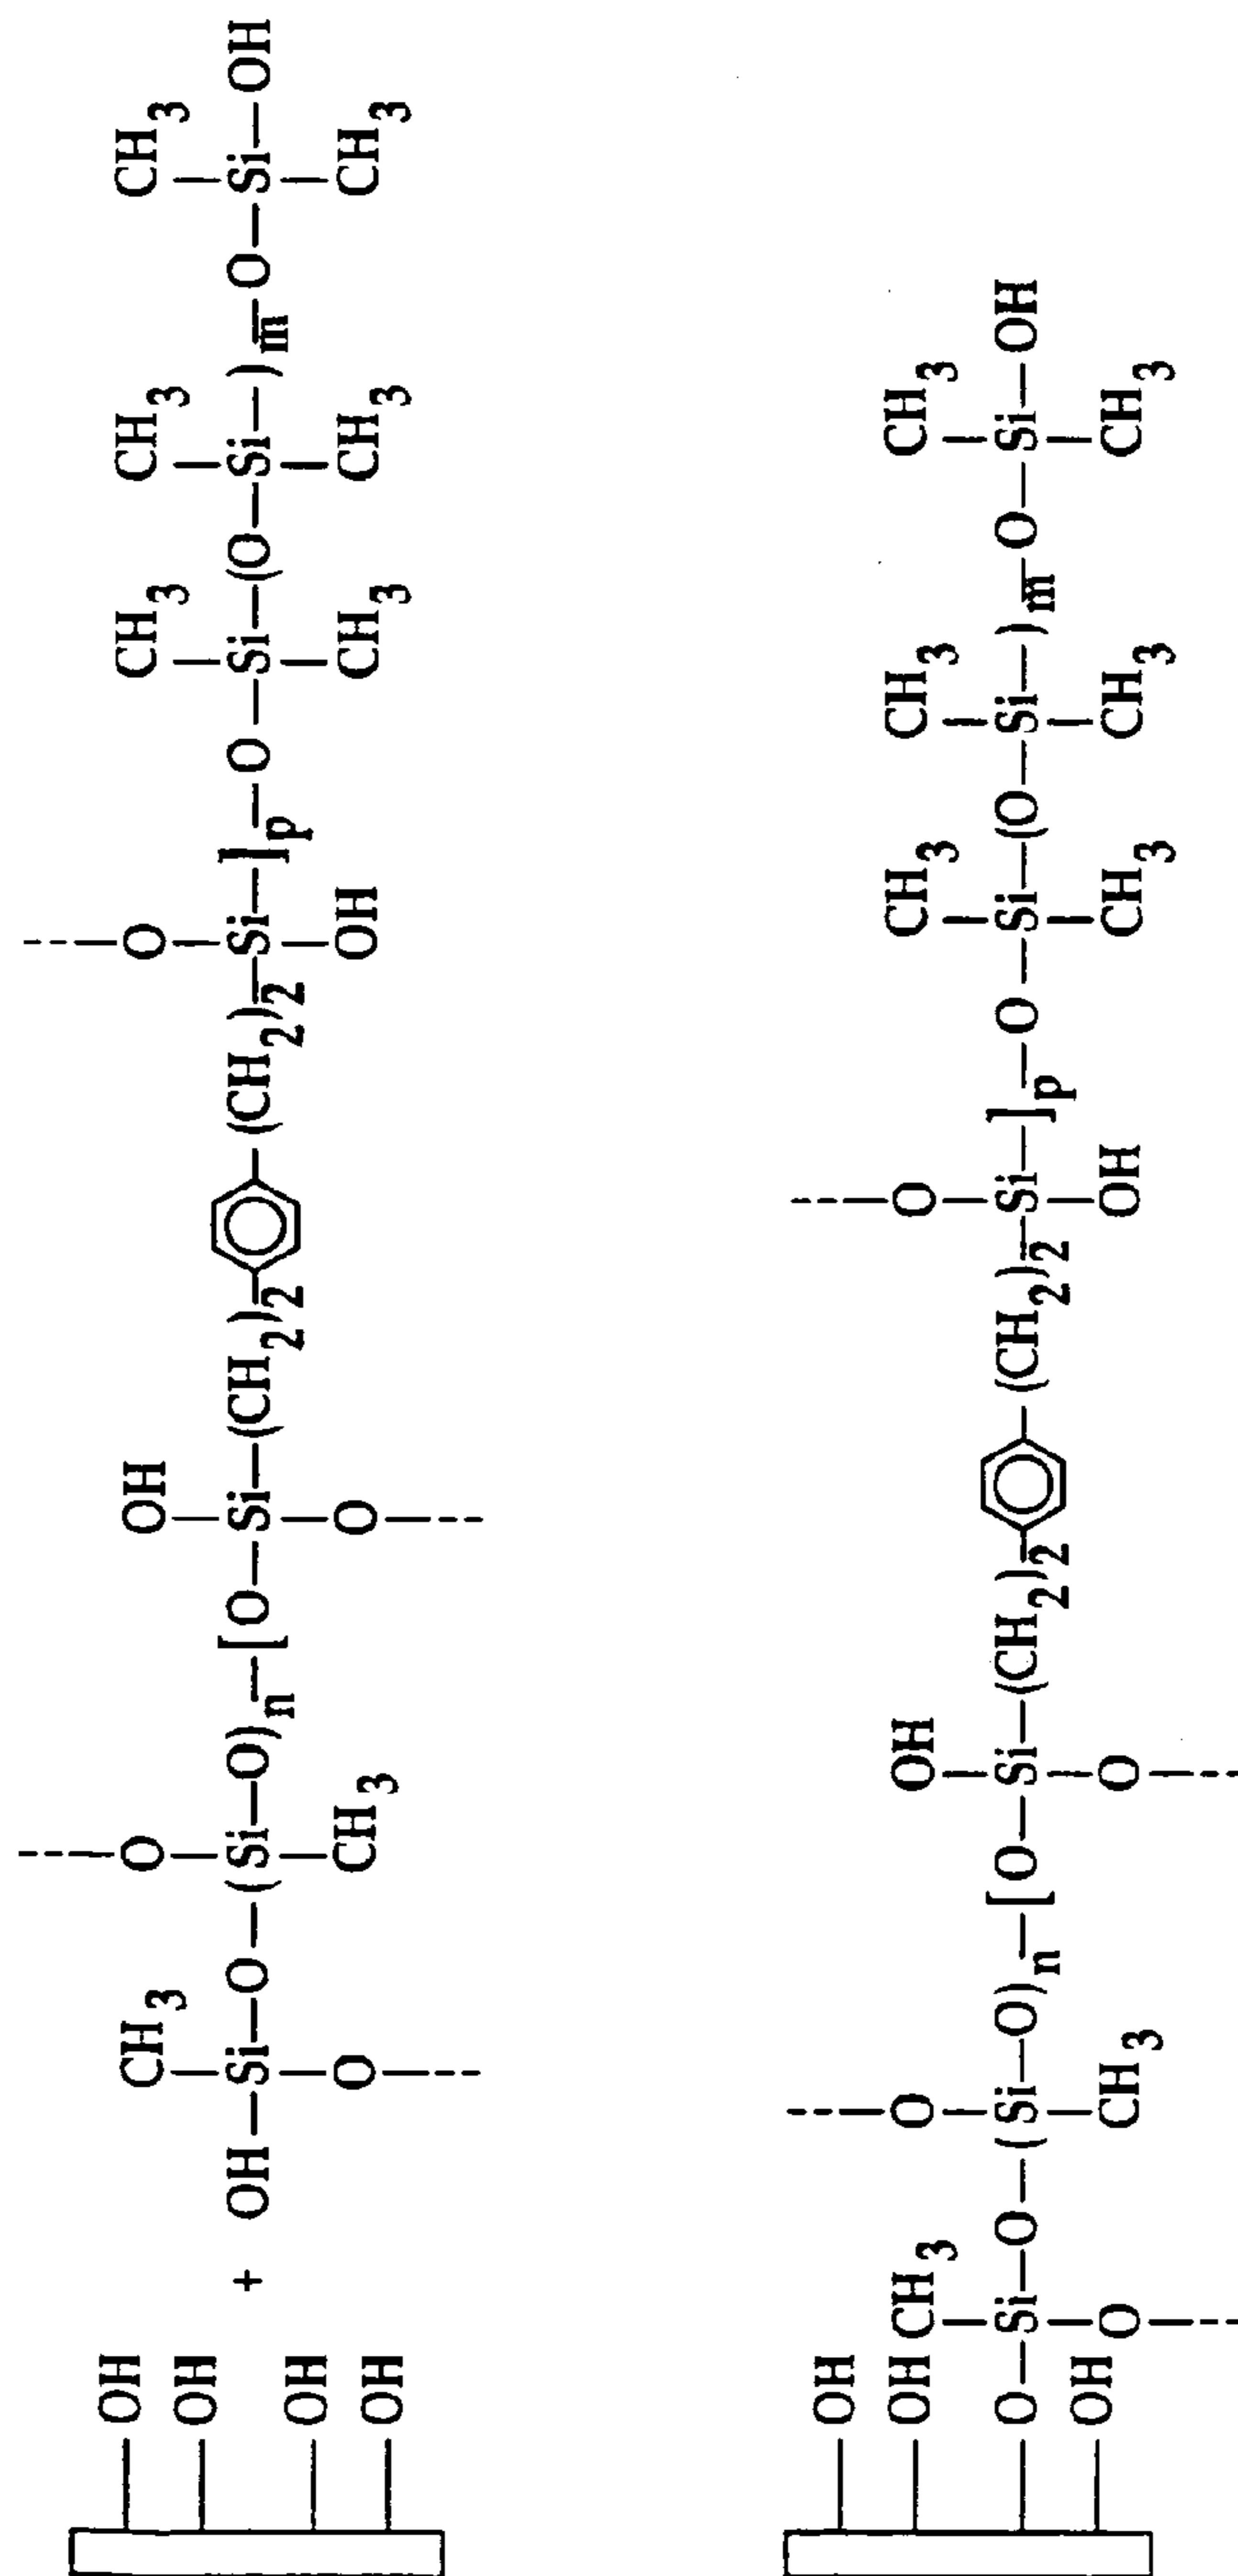 OH CH3 O OH O CH3 CH3 CH3
OH
+ OH—Si—O—(Si—O)n—[O—Si—(CH2)2—(CH2)2—Si—]p—O—Si—(O—Si—)m—O—Si—OH
OH
OH O CH3 O OH CH3 CH3 CH3
OH
OH CH3 O OH O CH3 CH3 CH3
O—Si—O—(Si—O)n—[O—Si—(CH2)2—(CH2)2—Si—]p—O—Si—(O—Si—)m—O—Si—OH
OH O CH3 O OH CH3 CH3 CH3